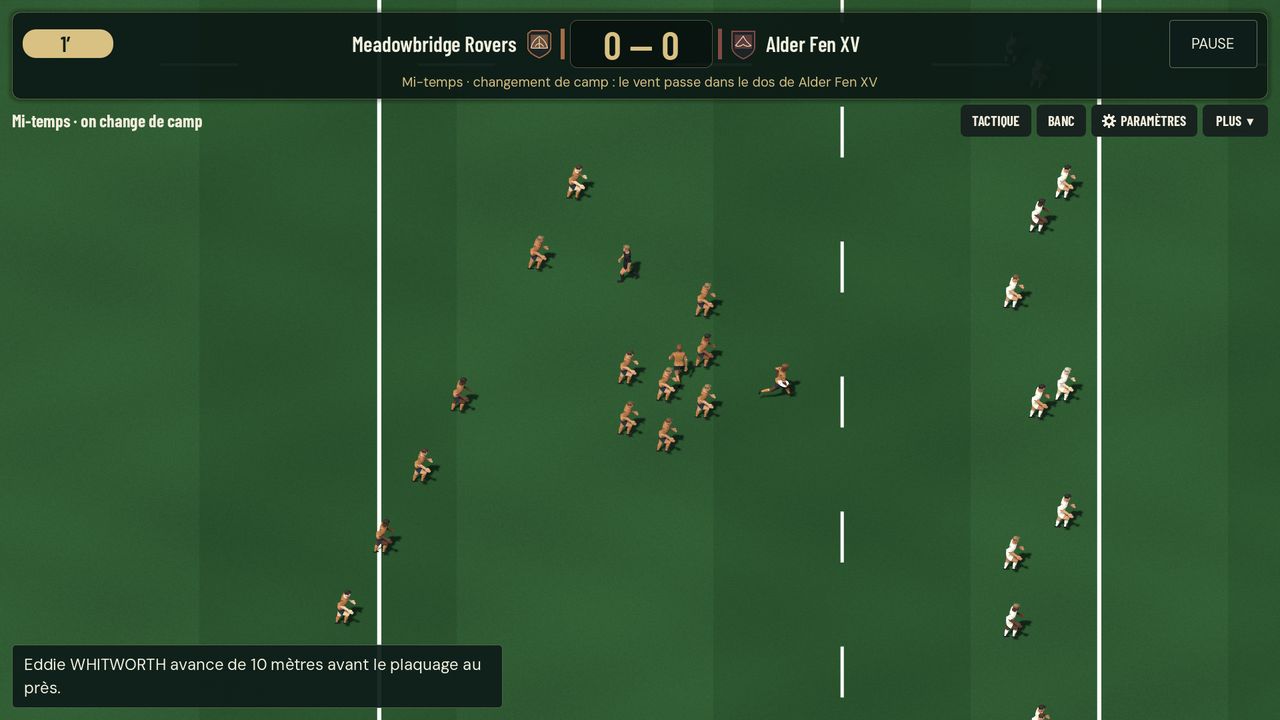 1’
Meadowbridge Rovers
0 — 0
Alder Fen XV
PAUSE
Mi-temps · changement de camp : le vent passe dans le dos de Alder Fen XV
Mi-temps · on change de camp
TACTIQUE
BANC
PARAMÈTRES
PLUS ▾
Eddie WHITWORTH avance de 10 mètres avant le plaquage au
près.